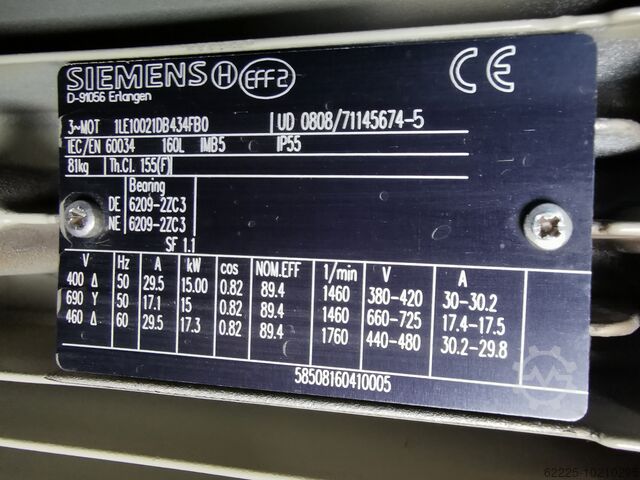 SIEMENS H EFF2 CE
D-91056 Erlangen
3~MOT 1LE10021DB434FB0 UD 0808/71145674-5
IEC/EN 60034 160L IMB5 IP55
81kg Th.Cl. 155(F)
Bearing
DE 6209-2ZC3
NE 6209-2ZC3
SF 1.1
V Hz A kW cos NOM.EFF 1/min V A
400 Δ 50 29.5 15.00 0.82 89.4 1460 380-420 30-30.2
690 Y 50 17.1 15 0.82 89.4 1460 660-725 17.4-17.5
460 Δ 60 29.5 17.3 0.82 89.4 1760 440-480 30.2-29.8
58508160410005